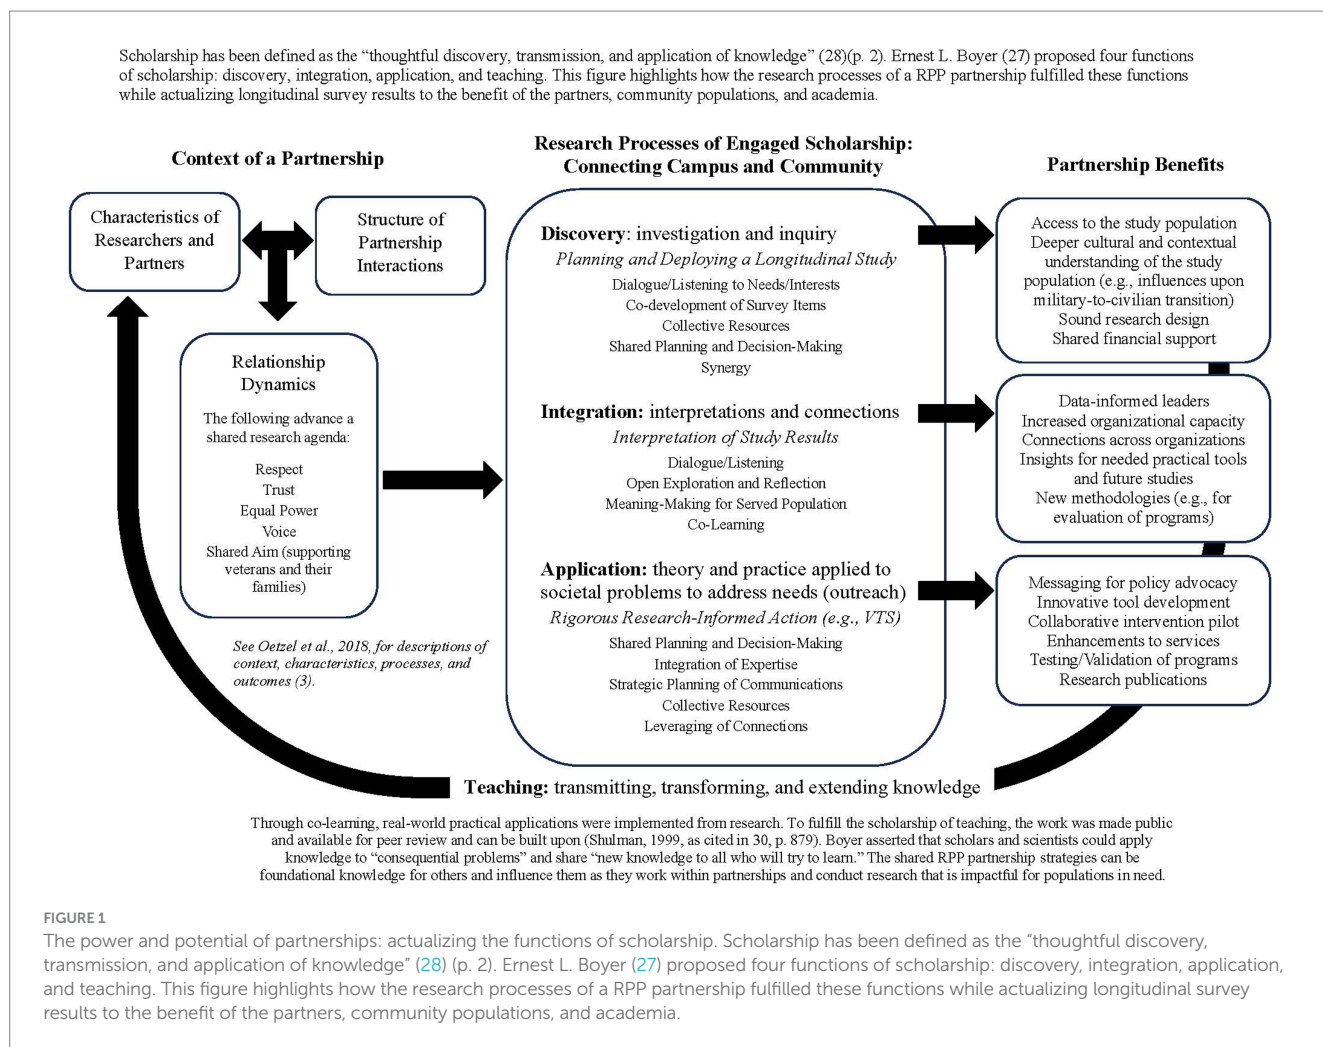 Scholarship has been defined as the “thoughtful discovery, transmission, and application of knowledge” (28)(p. 2). Ernest L. Boyer (27) proposed four functions
of scholarship: discovery, integration, application, and teaching. This figure highlights how the research processes of a RPP partnership fulfilled these functions
while actualizing longitudinal survey results to the benefit of the partners, community populations, and academia.
Context of a Partnership
Characteristics of
Researchers and
Partners
Structure of
Partnership
Interactions
Relationship
Dynamics
The following advance a
shared research agenda:
Respect
Trust
Equal Power
Voice
Shared Aim (supporting
veterans and their
families)
See Oetzel et al., 2018, for descriptions of
context, characteristics, processes, and
outcomes (3).
Research Processes of Engaged Scholarship:
Connecting Campus and Community
Discovery: investigation and inquiry
Planning and Deploying a Longitudinal Study
Dialogue/Listening to Needs/Interests
Co-development of Survey Items
Collective Resources
Shared Planning and Decision-Making
Synergy
Integration: interpretations and connections
Interpretation of Study Results
Dialogue/Listening
Open Exploration and Reflection
Meaning-Making for Served Population
Co-Learning
Application: theory and practice applied to
societal problems to address needs (outreach)
Rigorous Research-Informed Action (e.g., VTS)
Shared Planning and Decision-Making
Integration of Expertise
Strategic Planning of Communications
Collective Resources
Leveraging of Connections
Partnership Benefits
Access to the study population
Deeper cultural and contextual
understanding of the study
population (e.g., influences upon
military-to-civilian transition)
Sound research design
Shared financial support
Data-informed leaders
Increased organizational capacity
Connections across organizations
Insights for needed practical tools
and future studies
New methodologies (e.g., for
evaluation of programs)
Messaging for policy advocacy
Innovative tool development
Collaborative intervention pilot
Enhancements to services
Testing/Validation of programs
Research publications
Teaching: transmitting, transforming, and extending knowledge
Through co-learning, real-world practical applications were implemented from research. To fulfill the scholarship of teaching, the work was made public
and available for peer review and can be built upon (Shulman, 1999, as cited in 30, p. 879). Boyer asserted that scholars and scientists could apply
knowledge to “consequential problems” and share “new knowledge to all who will try to learn.” The shared RPP partnership strategies can be
foundational knowledge for others and influence them as they work within partnerships and conduct research that is impactful for populations in need.
FIGURE 1
The power and potential of partnerships: actualizing the functions of scholarship. Scholarship has been defined as the “thoughtful discovery,
transmission, and application of knowledge” (28) (p. 2). Ernest L. Boyer (27) proposed four functions of scholarship: discovery, integration, application,
and teaching. This figure highlights how the research processes of a RPP partnership fulfilled these functions while actualizing longitudinal survey
results to the benefit of the partners, community populations, and academia.